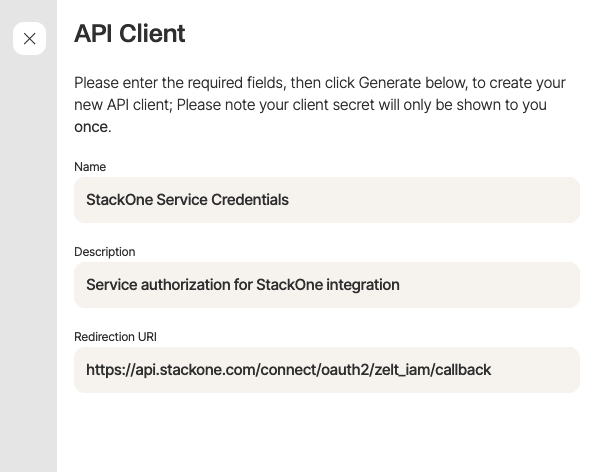 API Client
Please enter the required fields, then click Generate below, to create your
new API client; Please note your client secret will only be shown to you
once.
Name
StackOne Service Credentials
Description
Service authorization for StackOne integration
Redirection URI
https://api.stackone.com/connect/oauth2/zelt_iam/callback